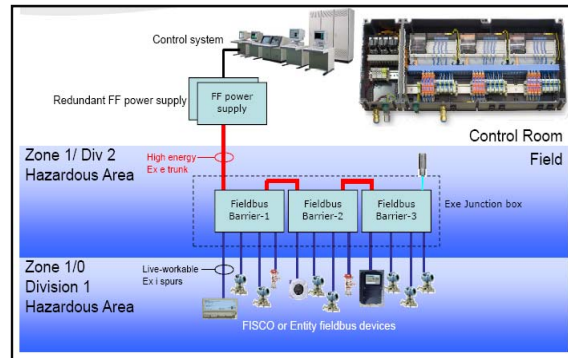 Control system
Redundant FF power supply
FF power
supply
Control Room
Field
Zone 1/ Div 2
Hazardous Area
High energy
Ex e trunk
Exe Junction box
Fieldbus
Barrier-1
Fieldbus
Barrier-2
Fieldbus
Barrier-3
Zone 1/0
Division 1
Hazardous Area
Live-workable
Ex i spurs
FISCO or Entity fieldbus devices